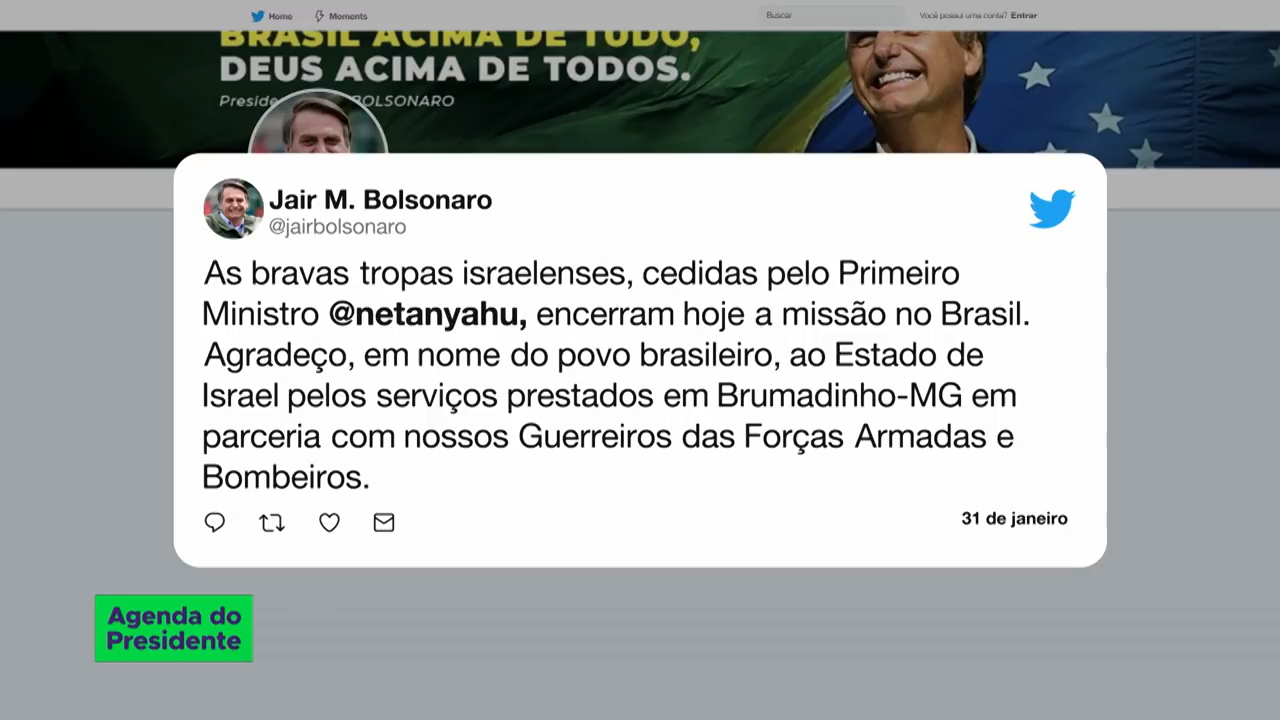 Home
Moments
Buscar
Você possui uma conta? Entrar
BRASIL ACIMA DE TUDO,
DEUS ACIMA DE TODOS.
BOLSONARO
Jair M. Bolsonaro
@jairbolsonaro
As bravas tropas israelenses, cedidas pelo Primeiro
Ministro @netanyahu, encerram hoje a missão no Brasil.
Agradeço, em nome do povo brasileiro, ao Estado de
Israel pelos serviços prestados em Brumadinho-MG em
parceria com nossos Guerreiros das Forças Armadas e
Bombeiros.
31 de janeiro
Agenda do
Presidente